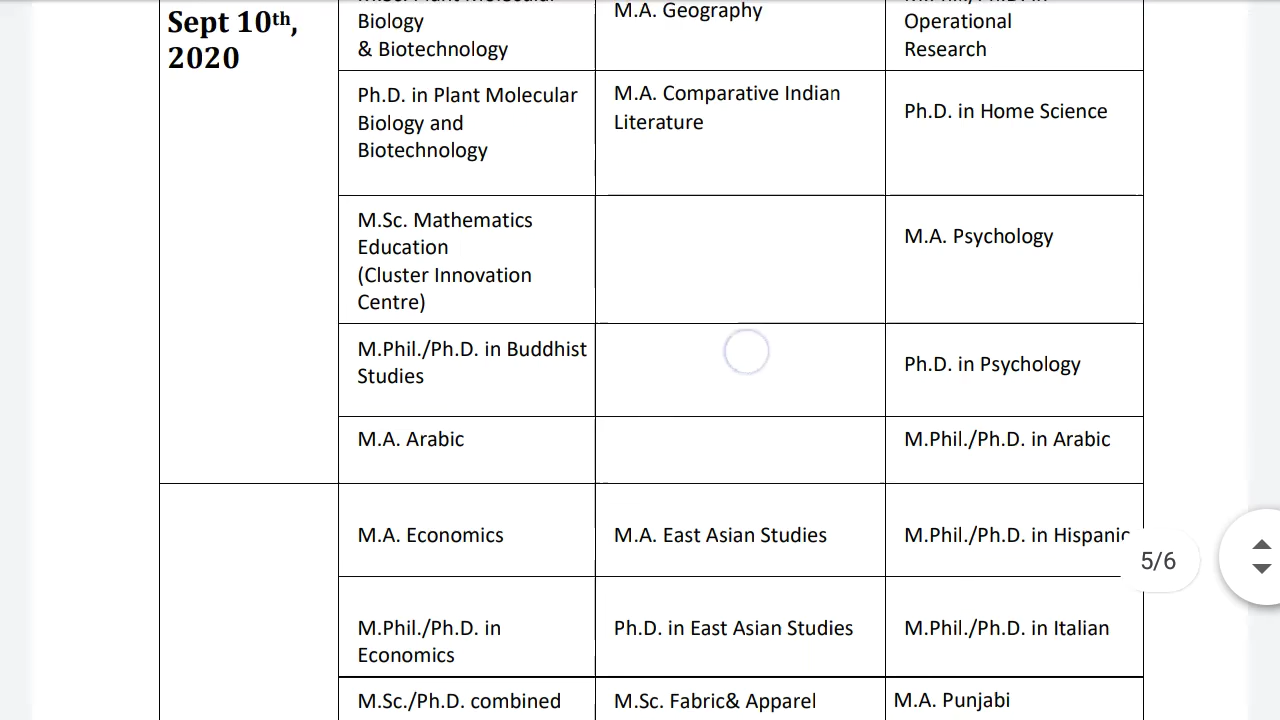 Sept 10th,
2020
Biology
& Biotechnology
M.A. Geography
Operational
Research
Ph.D. in Plant Molecular
Biology and
Biotechnology
M.A. Comparative Indian
Literature
Ph.D. in Home Science
M.Sc. Mathematics
Education
(Cluster Innovation
Centre)
M.A. Psychology
M.Phil./Ph.D. in Buddhist
Studies
Ph.D. in Psychology
M.A. Arabic
M.Phil./Ph.D. in Arabic
M.A. Economics
M.A. East Asian Studies
M.Phil./Ph.D. in Hispanic
5/6
M.Phil./Ph.D. in
Economics
Ph.D. in East Asian Studies
M.Phil./Ph.D. in Italian
M.Sc./Ph.D. combined
M.Sc. Fabric& Apparel
M.A. Punjabi